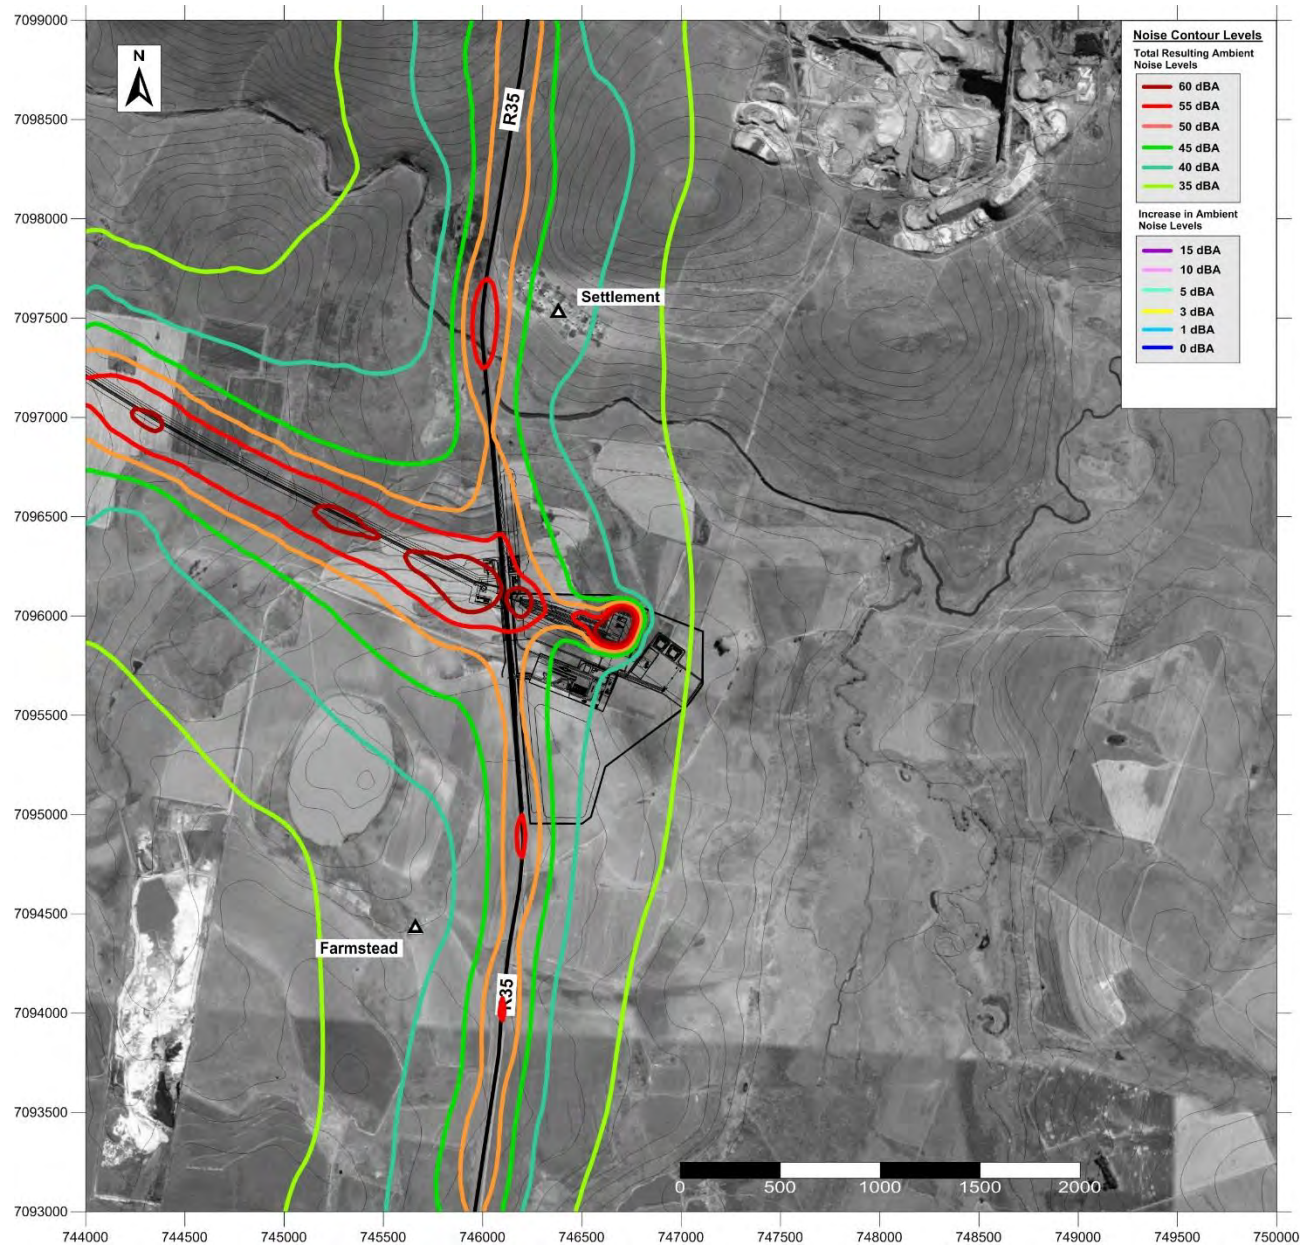 7099000
7098500
7098000
7097500
7097000
7096500
7096000
7095500
7095000
7094500
7094000
7093500
7093000
N
R35
Settlement
Farmstead
R35
Noise Contour Levels
Total Resulting Ambient
Noise Levels
60 dBA
55 dBA
50 dBA
45 dBA
40 dBA
35 dBA
Increase in Ambient
Noise Levels
15 dBA
10 dBA
5 dBA
3 dBA
1 dBA
0 dBA
0 500 1000 1500 2000
744000 744500 745000 745500 746000 746500 747000 747500 748000 748500 749000 749500 750000